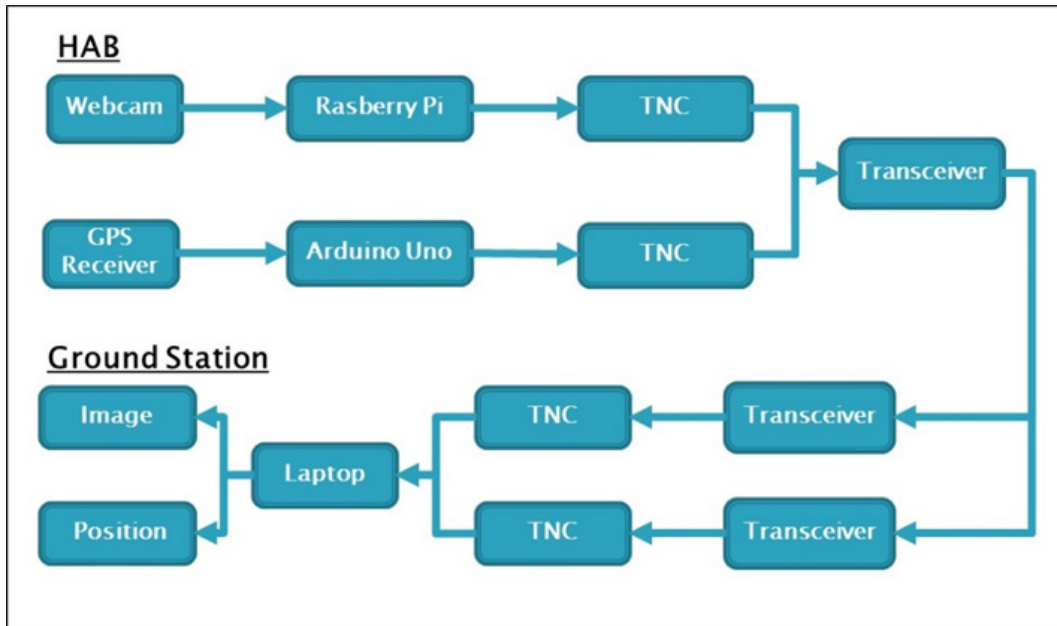 HAB
Webcam
Rasberry Pi
TNC
Transceiver
GPS
Receiver
Arduino Uno
TNC
Ground Station
Image
TNC
Transceiver
Laptop
Position
TNC
Transceiver